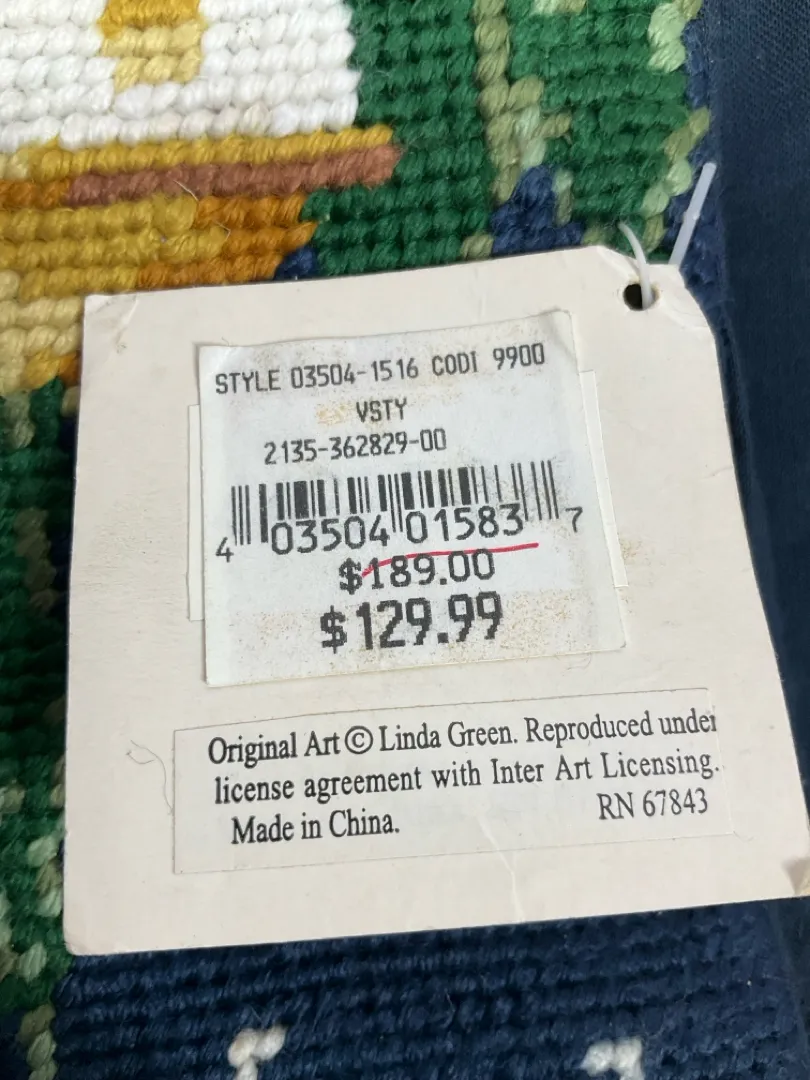 STYLE 03504-1516 CODI 9900
VSTY
2135-362829-00
4 03504 01583 7
$189.00
$129.99
Original Art © Linda Green. Reproduced under
license agreement with Inter Art Licensing.
Made in China. RN 67843